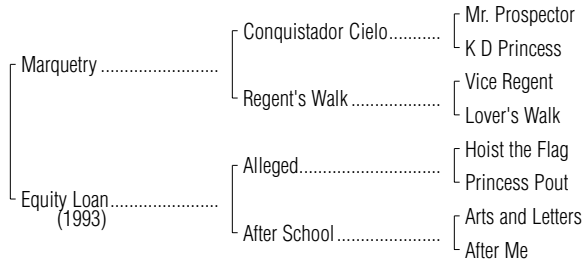 Mr. Prospector
Conquistador Cielo...........
K D Princess
Marquetry ........................
Vice Regent
Regent's Walk ..................
Lover's Walk
Hoist the Flag
Alleged.............................
Princess Pout
Equity Loan......................
(1993)
Arts and Letters
After School .....................
After Me